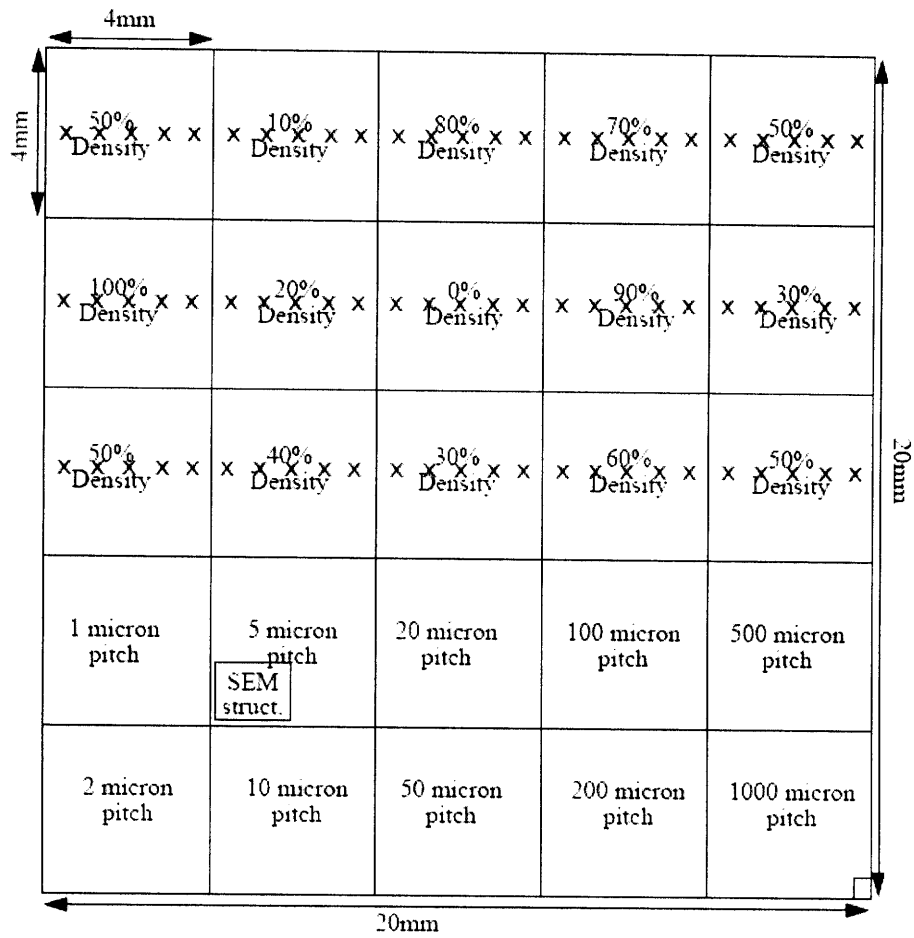 4mm
4mm
50%
Density
10%
Density
80%
Density
70%
Density
50%
Density
100%
Density
20%
Density
0%
Density
90%
Density
30%
Density
50%
Density
40%
Density
30%
Density
60%
Density
50%
Density
20mm
1 micron
pitch
5 micron
pitch
20 micron
pitch
100 micron
pitch
500 micron
pitch
SEM
struct.
2 micron
pitch
10 micron
pitch
50 micron
pitch
200 micron
pitch
1000 micron
pitch
20mm